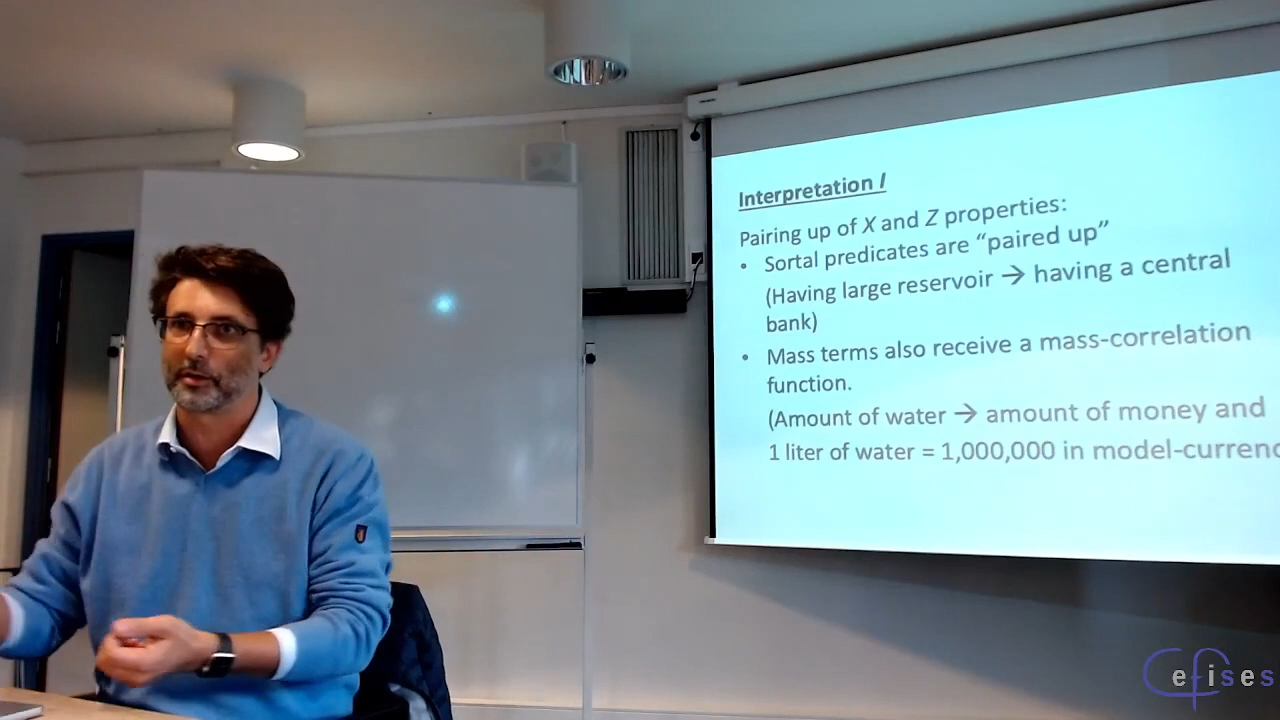 Interpretation I
Pairing up of X and Z properties:
• Sortal predicates are “paired up”
(Having large reservoir → having a central
bank)
• Mass terms also receive a mass-correlation
function.
(Amount of water → amount of money and
1 liter of water = 1,000,000 in model-currenc
Cefises